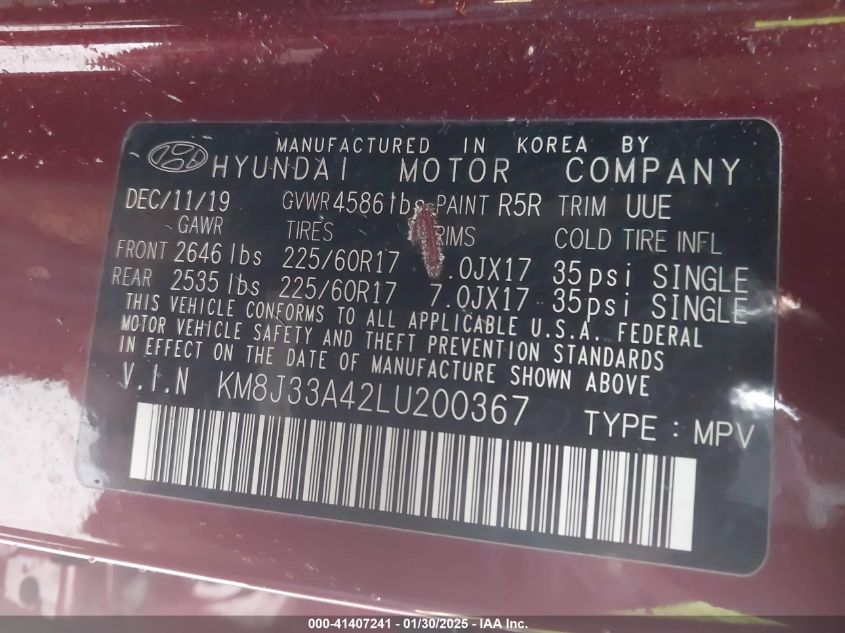 MANUFACTURED IN KOREA BY
HYUNDAI MOTOR COMPANY
DEC/11/19 GVWR 4586 lbs PAINT R5R TRIM UUE
GAWR TIRES RIMS COLD TIRE INFL
FRONT 2646 lbs 225/60R17 .0JX17 35psi SINGLE
REAR 2535 lbs 225/60R17 7.0JX17 35psi SINGLE
THIS VEHICLE CONFORMS TO ALL APPLICABLE U.S.A. FEDERAL
MOTOR VEHICLE SAFETY AND THEFT PREVENTION STANDARDS
IN EFFECT ON THE DATE OF MANUFACTURE SHOWN ABOVE
V.I.N KM8J33A42LU200367 TYPE : MPV
000-41407241 - 01/30/2025 - IAA Inc.